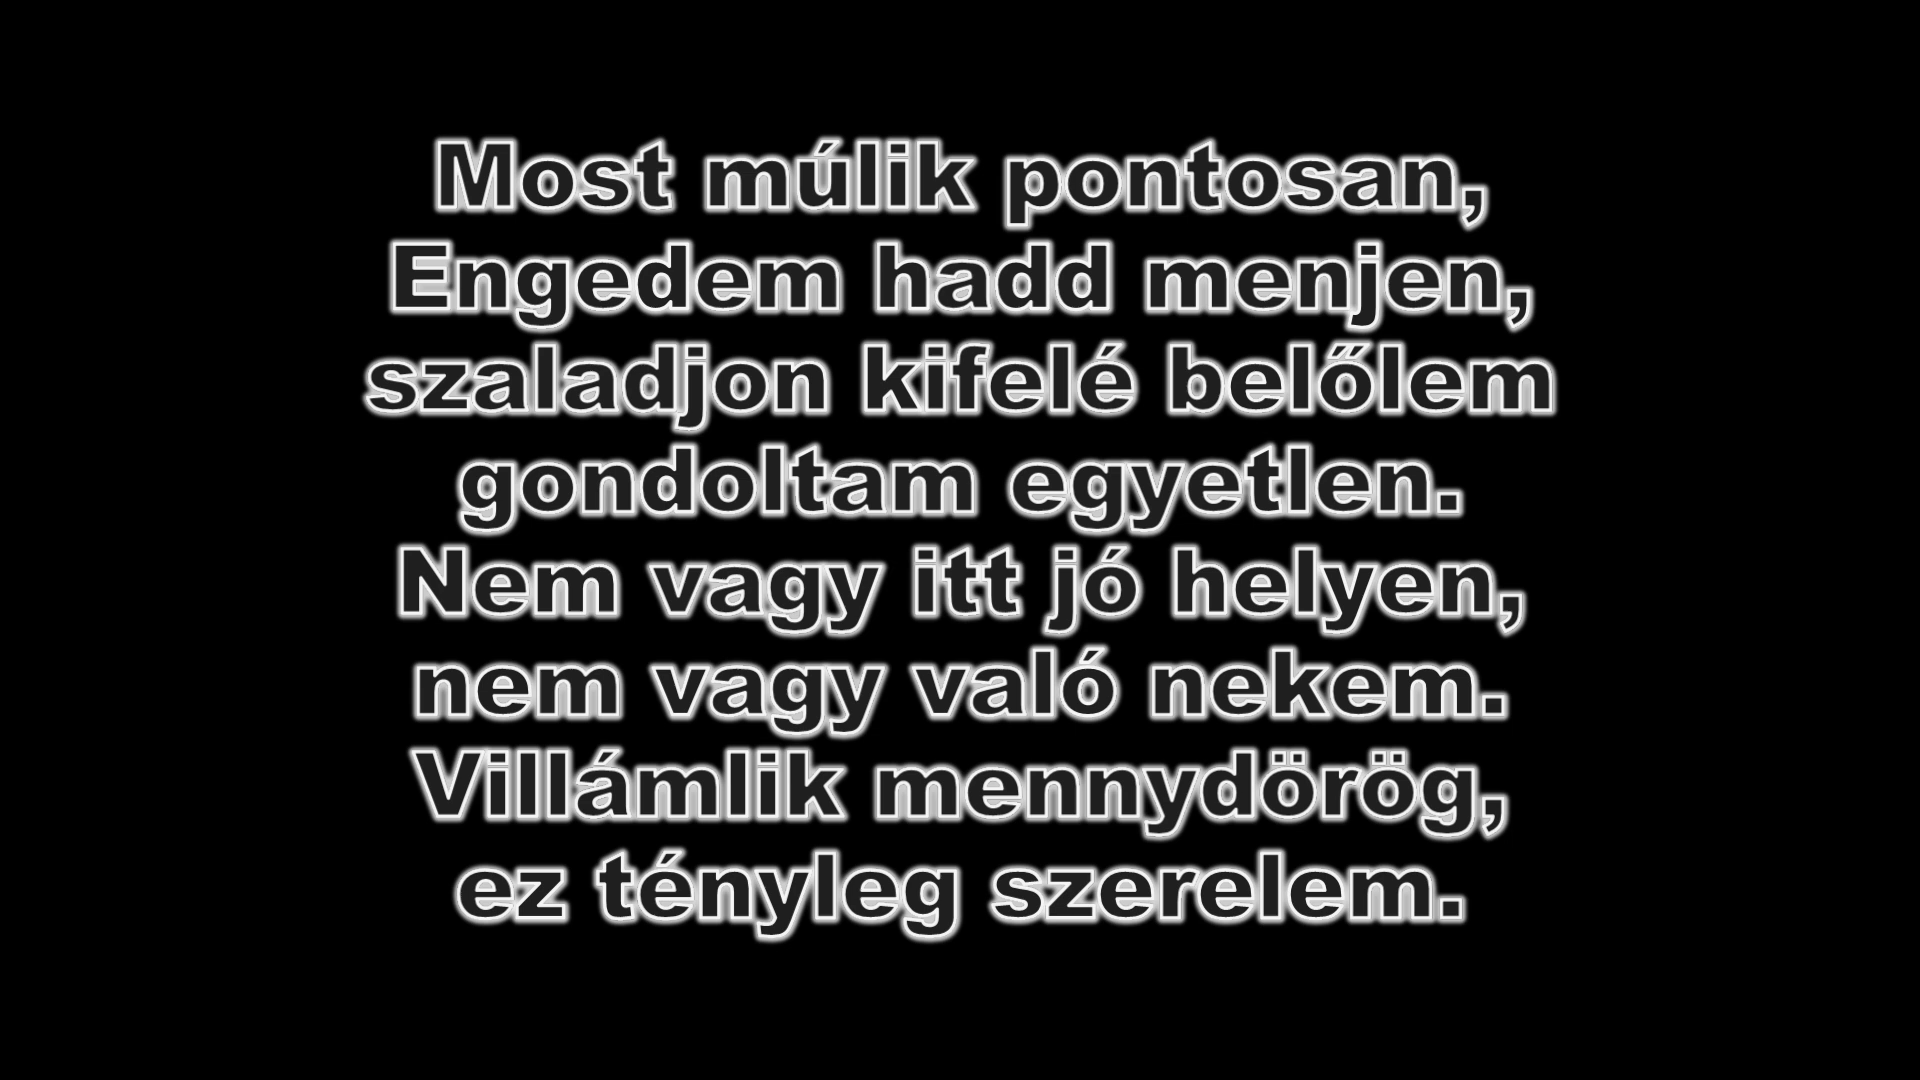 Most múlik pontosan,
Engedem hadd menjen,
szaladjon kifelé belőlem
gondoltam egyetlen.
Nem vagy itt jó helyen,
nem vagy való nekem.
Villámlik mennydörög,
ez tényleg szerelem.